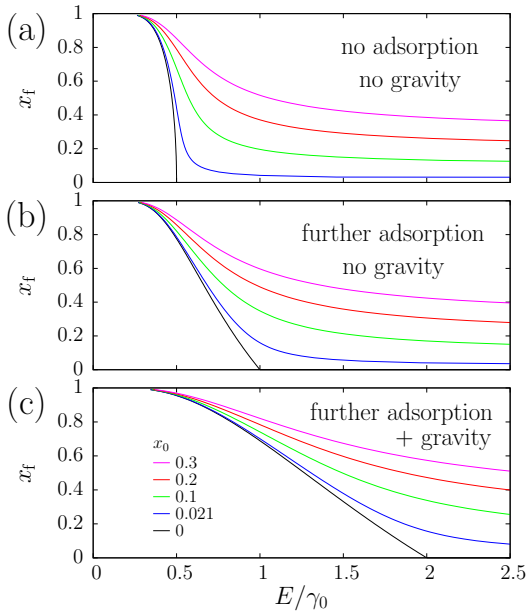 (a)
no adsorption
no gravity
x_f
1
0.8
0.6
0.4
0.2
0
(b)
further adsorption
no gravity
x_f
1
0.8
0.6
0.4
0.2
0
(c)
further adsorption
+ gravity
x_f
1
0.8
0.6
0.4
0.2
0
x_0
0.3
0.2
0.1
0.021
0
0 0.5 1 1.5 2 2.5
E/γ_0